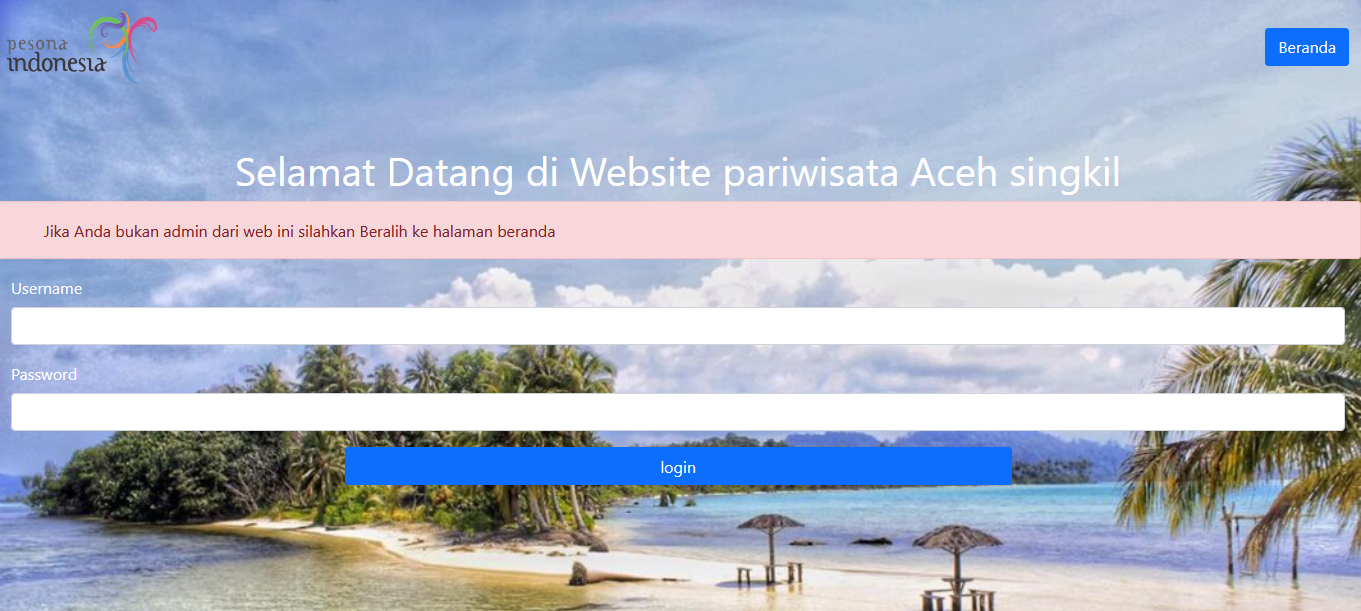 pesona
indonesia
Beranda
Selamat Datang di Website pariwisata Aceh singkil
Jika Anda bukan admin dari web ini silahkan Beralih ke halaman beranda
Username
Password
login